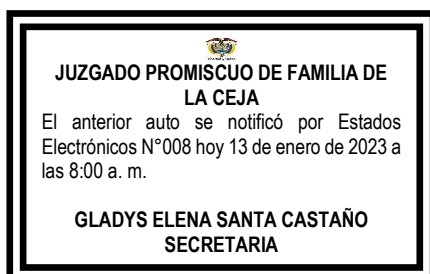 JUZGADO PROMISCUO DE FAMILIA DE
LA CEJA
El anterior auto se notificó por Estados
Electrónicos N°008 hoy 13 de enero de 2023 a
las 8:00 a. m.
GLADYS ELENA SANTA CASTAÑO
SECRETARIA